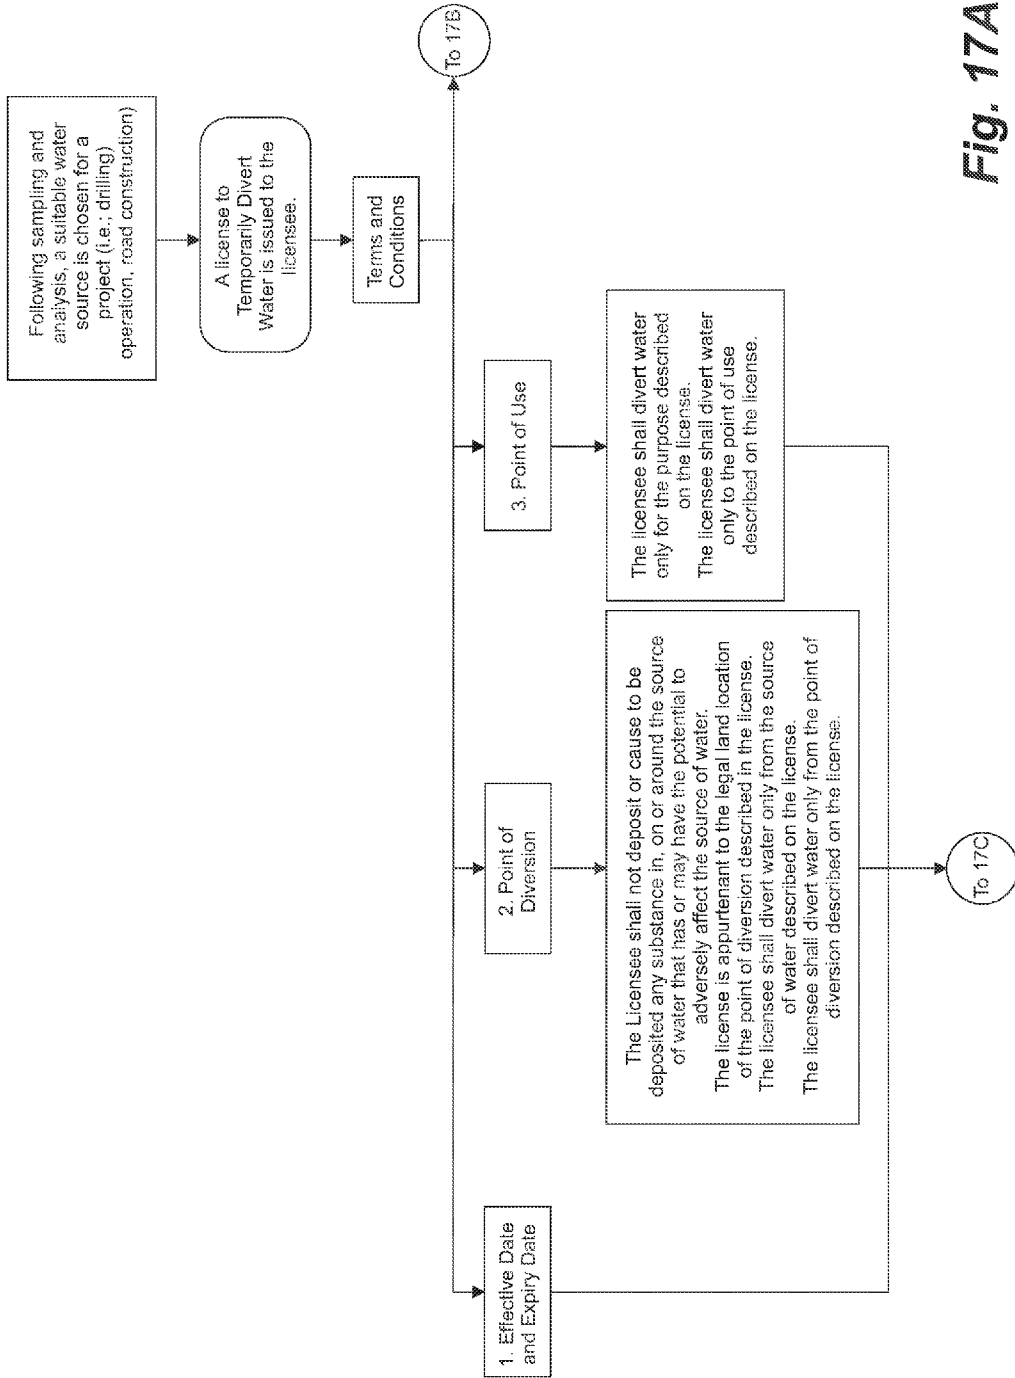 Following sampling and
analysis, a suitable water
source is chosen for a
project (i.e.; drilling)
operation, road construction)
A license to
Temporarily Divert
Water is issued to the
licensee.
Terms and
Conditions
To 17B
1. Effective Date
and Expiry Date
2. Point of
Diversion
3. Point of Use
The Licensee shall not deposit or cause to be
deposited any substance in, on or around the source
of water that has or may have the potential to
adversely affect the source of water.
The license is appurtenant to the legal land location
of the point of diversion described in the license.
The licensee shall divert water only from the source
of water described on the license.
The licensee shall divert water only from the point of
diversion described on the license.
The licensee shall divert water
only for the purpose described
on the license.
The licensee shall divert water
only to the point of use
described on the license.
To 17C
Fig. 17A